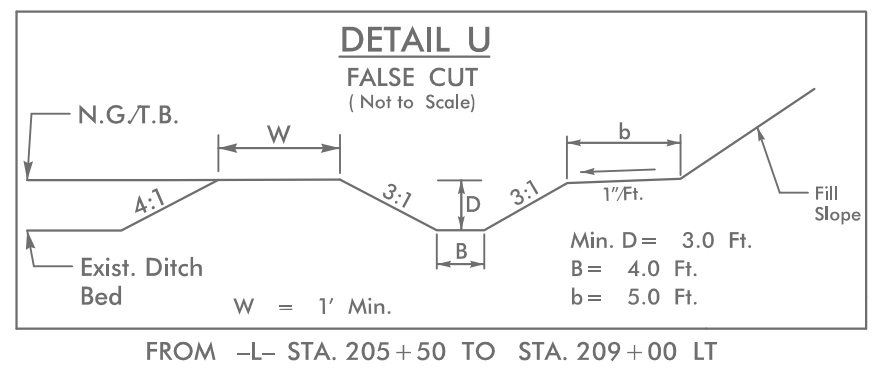 DETAIL U
FALSE CUT
( Not to Scale)
N.G./T.B.
W
b
4:1
3:1
D
3:1
1"/Ft.
Fill
Slope
B
Exist. Ditch
Bed
Min. D = 3.0 Ft.
B = 4.0 Ft.
b = 5.0 Ft.
W = 1' Min.
FROM –L– STA. 205+50 TO STA. 209+00 LT